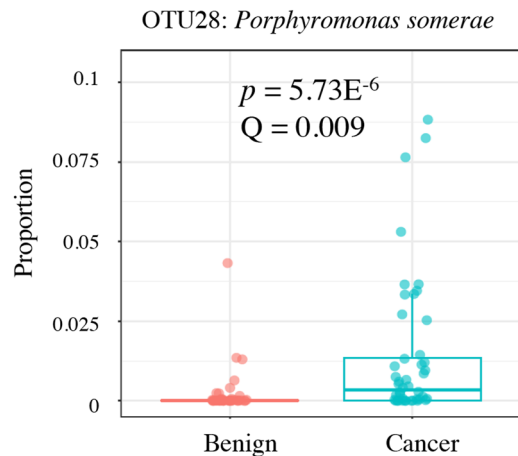 OTU28: Porphyromonas somerae
p = 5.73E⁻⁶
Q = 0.009
Proportion
0.1
0.075
0.05
0.025
0
Benign
Cancer